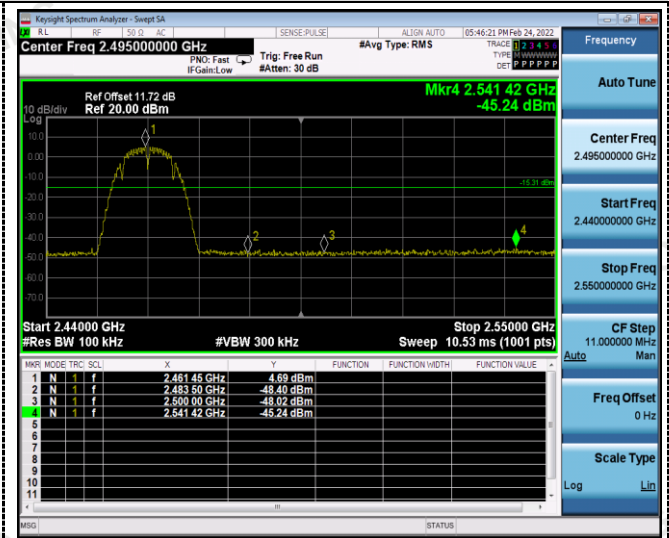 Keysight Spectrum Analyzer - Swept SA
RL RF 50 Ω AC SENSE:PULSE ALIGN AUTO 05:46:21 PM Feb 24, 2022
Center Freq 2.495000000 GHz
#Avg Type: RMS
TRACE 1 2 3 4 5 6
PNO: Fast Trig: Free Run
TYPE MWWWWW
IFGain:Low #Atten: 30 dB
DET P P P P P P
Frequency
Ref Offset 11.72 dB
Mkr4 2.541 42 GHz
10 dB/div Ref 20.00 dBm
-45.24 dBm
Log
10.0
0.00
-10.0
-20.0
-30.0
-40.0
-50.0
-60.0
-70.0
1
2
3
4
-15.31 dBm
Start 2.44000 GHz Stop 2.55000 GHz
#Res BW 100 kHz #VBW 300 kHz Sweep 10.53 ms (1001 pts)
MKR MODE TRC SCL X Y FUNCTION FUNCTION WIDTH FUNCTION VALUE
1 N 1 f 2.461 45 GHz 4.69 dBm
2 N 1 f 2.483 50 GHz -48.40 dBm
3 N 1 f 2.500 00 GHz -48.02 dBm
4 N 1 f 2.541 42 GHz -45.24 dBm
5
6
7
8
9
10
11
MSG STATUS
Auto Tune
Center Freq
2.495000000 GHz
Start Freq
2.440000000 GHz
Stop Freq
2.550000000 GHz
CF Step
11.000000 MHz
Auto Man
Freq Offset
0 Hz
Scale Type
Log Lin